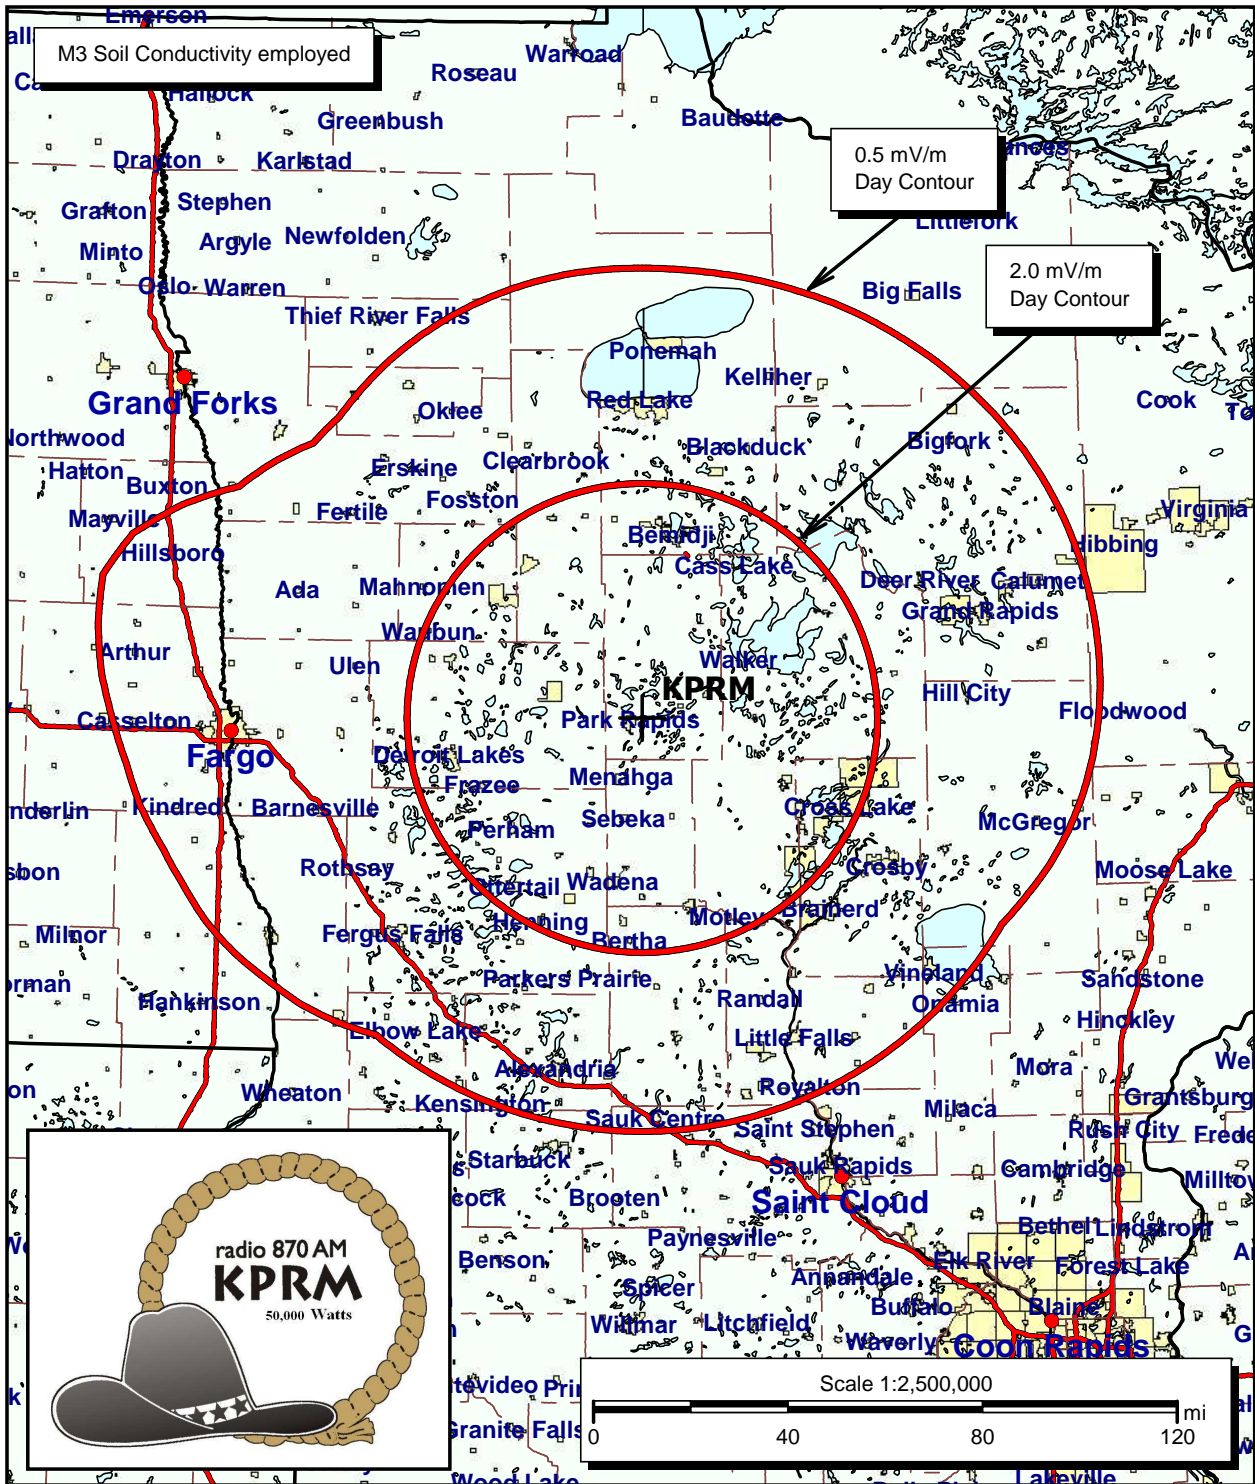 Emerson
M3 Soil Conductivity employed
Warroad
Roseau
Hallock
Greenbush
Baudette
0.5 mV/m
Day Contour
Drayton
Karlstad
Stephen
Grafton
Littlefork
Argyle
Newfolden
Minto
2.0 mV/m
Day Contour
Oslo
Warren
Big Falls
Thief River Falls
Ponemah
Kelliher
Grand Forks
Red Lake
Cook
Oklee
Northwood
Blackduck
Bigfork
Hatton
Erskine
Clearbrook
Buxton
Fosston
Fertile
Virginia
Mayville
Bemidji
Hibbing
Hillsboro
Cass Lake
Deer River
Calumet
Ada
Mahnomen
Grand Rapids
Waubun
Arthur
Ulen
Walker
KPRM
Hill City
Casselton
Park Rapids
Floodwood
Fargo
Detroit Lakes
Frazee
Menahga
Kindred
Barnesville
Cross Lake
nderlin
Perham
Sebeka
McGregor
Rothsay
Crosby
Moose Lake
sbon
Ottertail
Wadena
Henning
Motley
Brainerd
Milnor
Fergus Falls
Bertha
Parkers Prairie
Vineland
Sandstone
orman
Hankinson
Randall
Onamia
Elbow Lake
Little Falls
Hinckley
Alexandria
Mora
Wheaton
Kensington
Royalton
Milaca
Grantsburg
Sauk Centre
Saint Stephen
Rush City
Frede
Starbuck
Sauk Rapids
Cambridge
Milltow
cock
Brooten
Saint Cloud
Bethel
Lindstrom
Paynesville
Benson
Elk River
Forest Lake
Annandale
Spicer
Buffalo
Blaine
Willmar
Litchfield
Waverly
Coon Rapids
radio 870 AM
KPRM
50,000 Watts
Scale 1:2,500,000
mi
0 40 80 120
tevideo
Prin
Granite Falls
Wood Lake
Lakeville